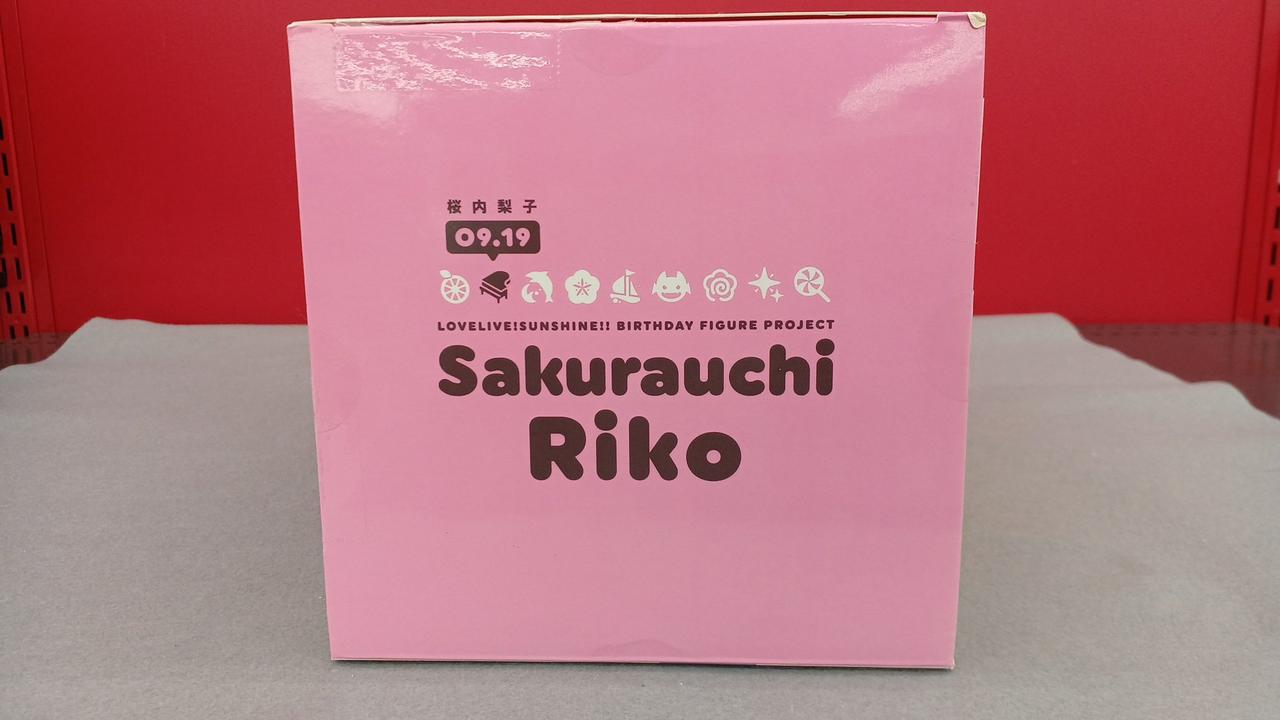 桜内梨子
09.19
LOVELIVE!SUNSHINE!! BIRTHDAY FIGURE PROJECT
Sakurauchi
Riko